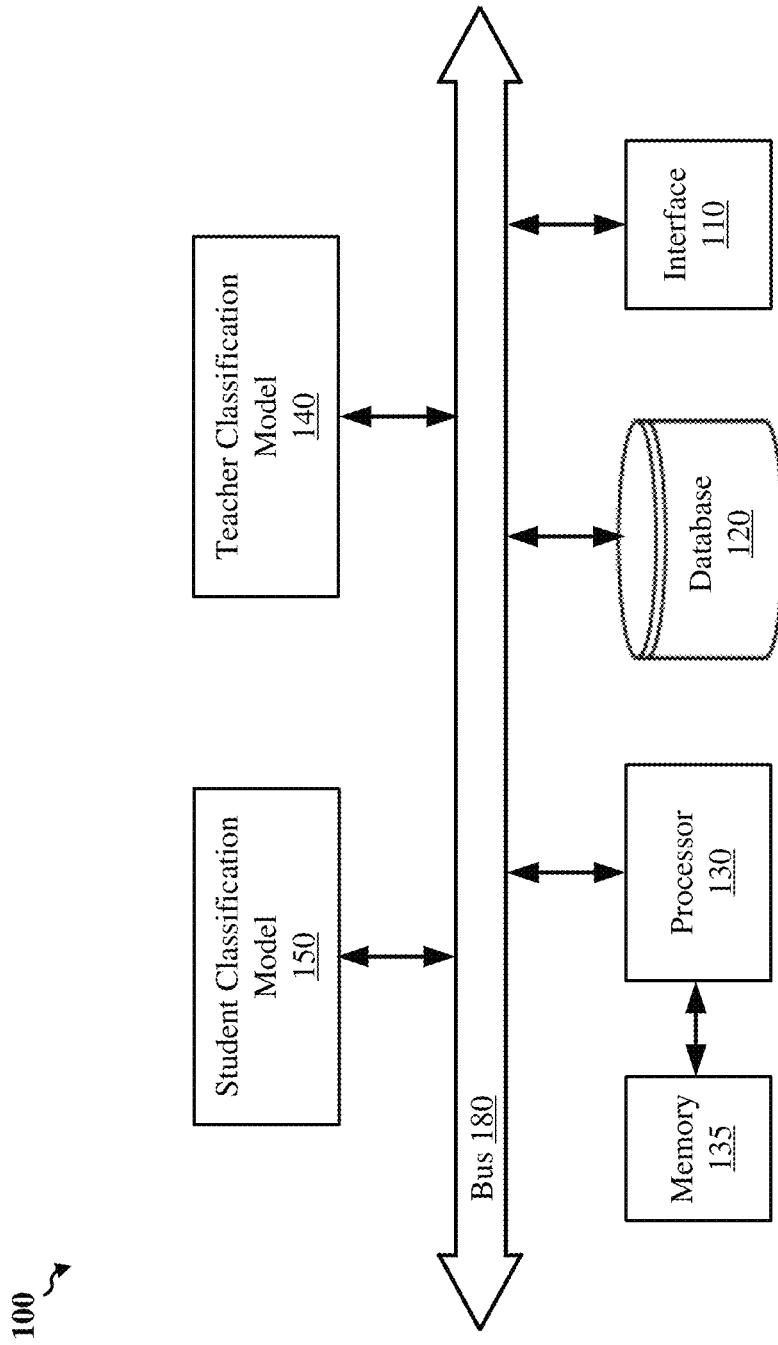 100
Student Classification
Model
150
Teacher Classification
Model
140
Bus 180
Memory
135
Processor
130
Database
120
Interface
110